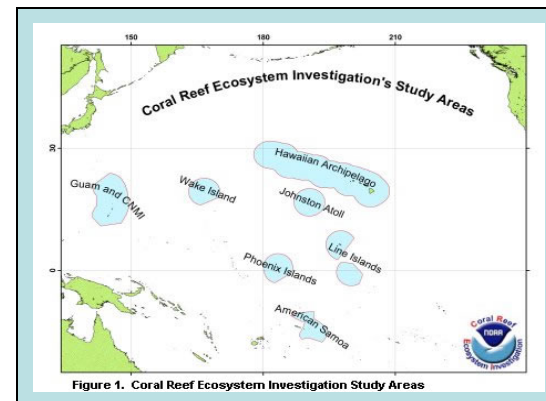 150
180
210
Coral Reef Ecosystem Investigation's Study Areas
30
Hawaiian Archipelago
Guam and CNMI
Wake Island
Johnston Atoll
Line Islands
0
Phoenix Islands
American Samoa
Coral Reef
NOAA
Ecosystem Investigation
Figure 1. Coral Reef Ecosystem Investigation Study Areas